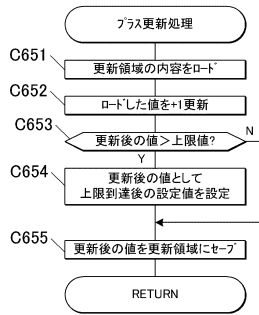 プラス更新処理
C651
更新領域の内容をロード
C652
ロードした値を+1更新
C653
更新後の値>上限値?
N
Y
C654
更新後の値として
上限到達後の設定値を設定
C655
更新後の値を更新領域にセーブ
RETURN